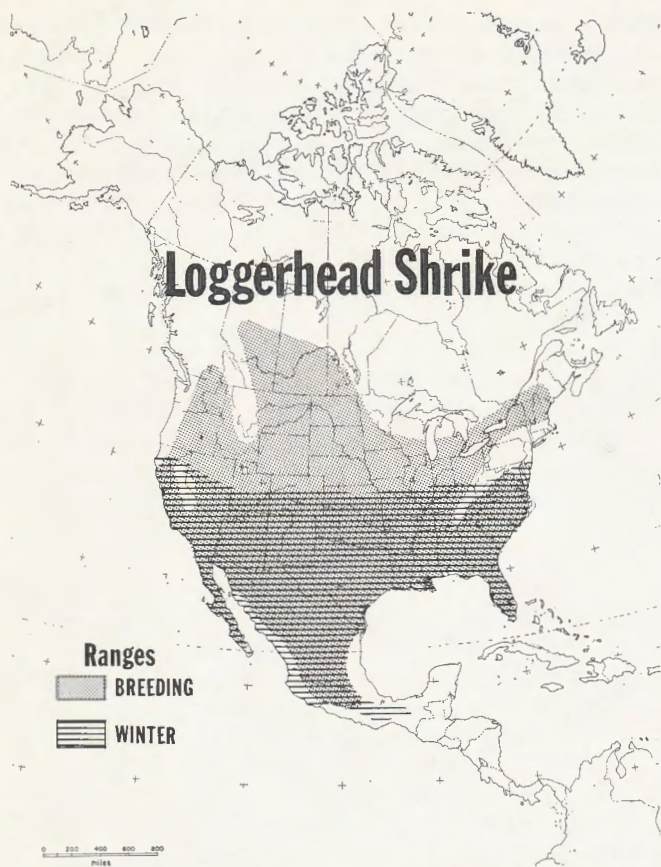 Loggerhead Shrike
Ranges
BREEDING
WINTER
0 200 400 600 800
miles